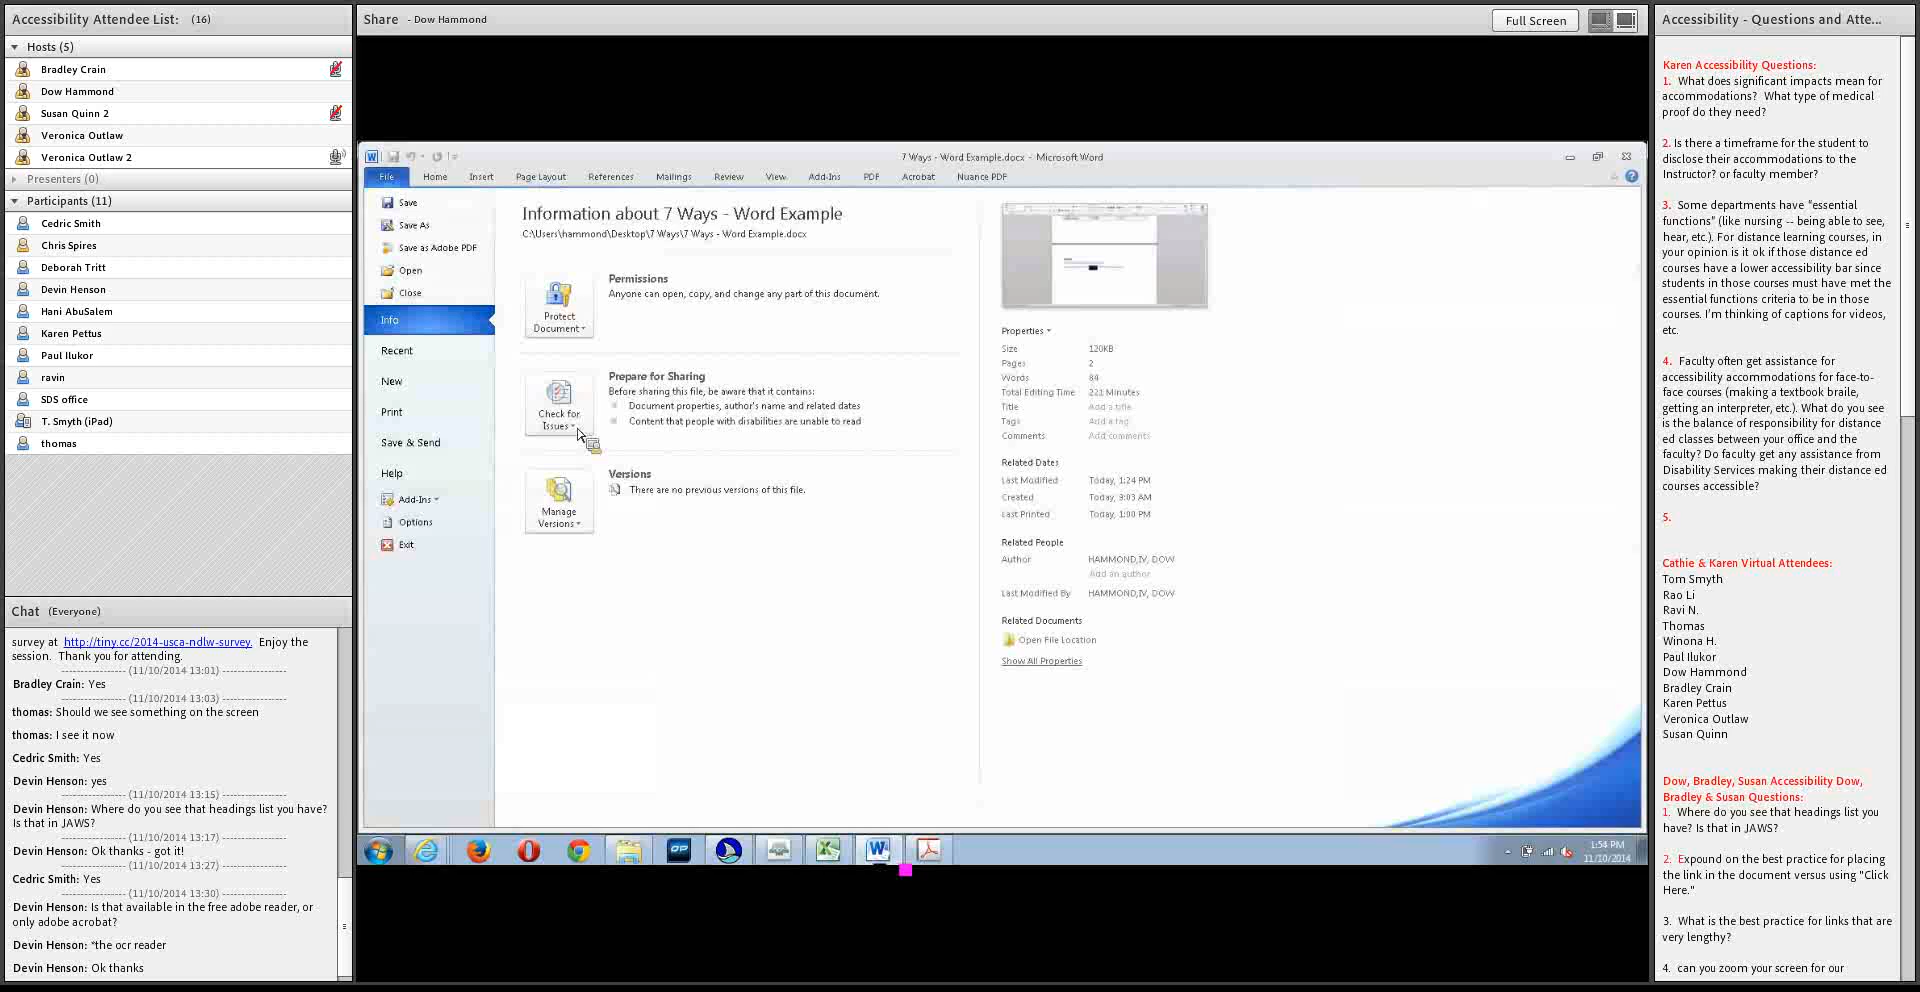 Accessibility Attendee List: (16)
Hosts (5)
Bradley Crain
Dow Hammond
Susan Quinn 2
Veronica Outlaw
Veronica Outlaw 2
Presenters (0)
Participants (11)
Cedric Smith
Chris Spires
Deborah Tritt
Devin Henson
Hani AbuSalem
Karen Pettus
Paul Ilukor
ravin
SDS office
T. Smyth (iPad)
thomas
Chat (Everyone)
survey at http://tiny.cc/2014-usca-ndlw-survey. Enjoy the
session. Thank you for attending.
------------------ (11/10/2014 13:01) ------------------
Bradley Crain: Yes
------------------ (11/10/2014 13:03) ------------------
thomas: Should we see something on the screen
thomas: I see it now
Cedric Smith: Yes
Devin Henson: yes
------------------ (11/10/2014 13:15) ------------------
Devin Henson: Where do you see that headings list you have?
Is that in JAWS?
------------------ (11/10/2014 13:17) ------------------
Devin Henson: Ok thanks - got it!
------------------ (11/10/2014 13:27) ------------------
Cedric Smith: Yes
------------------ (11/10/2014 13:30) ------------------
Devin Henson: Is that available in the free adobe reader, or
only adobe acrobat?
Devin Henson: *the ocr reader
Devin Henson: Ok thanks
Share - Dow Hammond
Full Screen
7 Ways - Word Example.docx - Microsoft Word
File Home Insert Page Layout References Mailings Review View Add-Ins PDF Acrobat Nuance PDF
Save
Save As
Save as Adobe PDF
Open
Close
Info
Recent
New
Print
Save & Send
Help
Add-Ins
Options
Exit
Information about 7 Ways - Word Example
C:\Users\hammond\Desktop\7 Ways\7 Ways - Word Example.docx
Protect
Document
Permissions
Anyone can open, copy, and change any part of this document.
Check for
Issues
Prepare for Sharing
Before sharing this file, be aware that it contains:
Document properties, author's name and related dates
Content that people with disabilities are unable to read
Manage
Versions
Versions
There are no previous versions of this file.
Properties
Size 120KB
Pages 2
Words 84
Total Editing Time 221 Minutes
Title Add a title
Tags Add a tag
Comments Add comments
Related Dates
Last Modified Today, 1:24 PM
Created Today, 9:03 AM
Last Printed Today, 1:00 PM
Related People
Author HAMMOND,IV, DOW
Add an author
Last Modified By HAMMOND,IV, DOW
Related Documents
Open File Location
Show All Properties
OP
1:54 PM
11/10/2014
Accessibility - Questions and Atte...
Karen Accessibility Questions:
1. What does significant impacts mean for
accommodations? What type of medical
proof do they need?
2. Is there a timeframe for the student to
disclose their accommodations to the
Instructor? or faculty member?
3. Some departments have "essential
functions" (like nursing -- being able to see,
hear, etc.). For distance learning courses, in
your opinion is it ok if those distance ed
courses have a lower accessibility bar since
students in those courses must have met the
essential functions criteria to be in those
courses. I'm thinking of captions for videos,
etc.
4. Faculty often get assistance for
accessibility accommodations for face-to-
face courses (making a textbook braile,
getting an interpreter, etc.). What do you see
is the balance of responsibility for distance
ed classes between your office and the
faculty? Do faculty get any assistance from
Disability Services making their distance ed
courses accessible?
5.
Cathie & Karen Virtual Attendees:
Tom Smyth
Rao Li
Ravi N.
Thomas
Winona H.
Paul Ilukor
Dow Hammond
Bradley Crain
Karen Pettus
Veronica Outlaw
Susan Quinn
Dow, Bradley, Susan Accessibility Dow,
Bradley & Susan Questions:
1. Where do you see that headings list you
have? Is that in JAWS?
2. Expound on the best practice for placing
the link in the document versus using "Click
Here."
3. What is the best practice for links that are
very lengthy?
4. can you zoom your screen for our